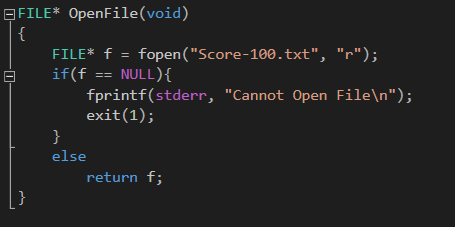 FILE* OpenFile(void)
{
    FILE* f = fopen("Score-100.txt", "r");
    if(f == NULL){
        fprintf(stderr, "Cannot Open File\n");
        exit(1);
    }
    else
        return f;
}